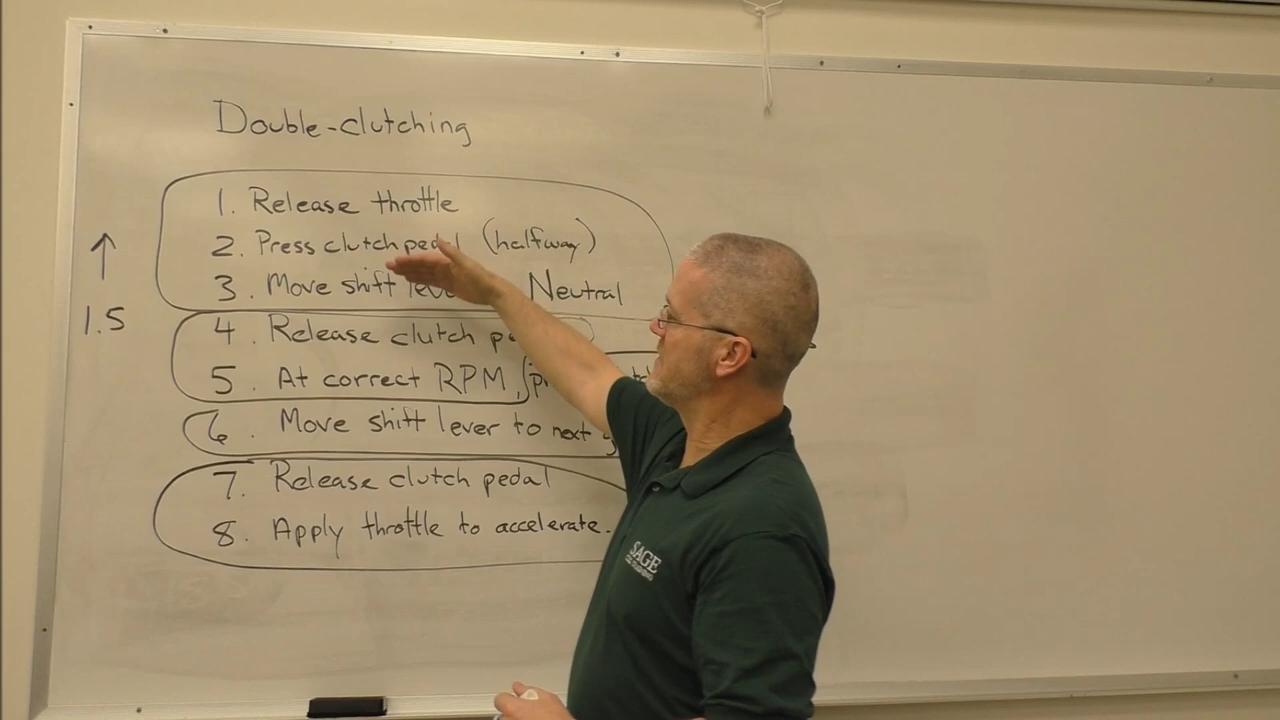 Double-clutching
1. Release throttle
2. Press clutch pedal (halfway)
3. Move shift lever Neutral
4. Release clutch
5. At correct RPM,
6. Move shift lever to next
7. Release clutch pedal
8. Apply throttle to accelerate.
↑
1.5
SAGE